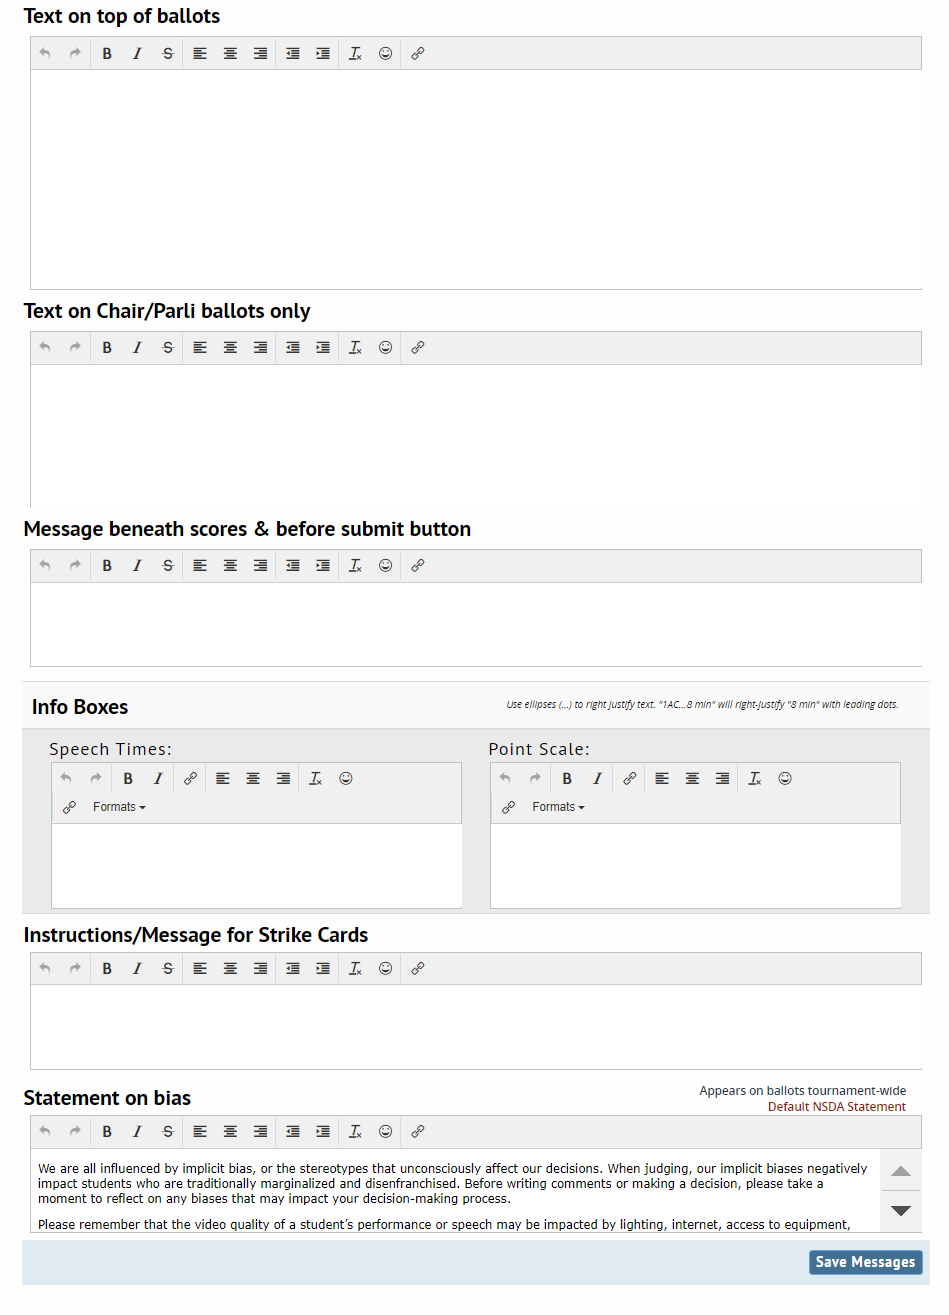 Text on top of ballots
Text on Chair/Parli ballots only
Message beneath scores & before submit button
Info Boxes
Use ellipses (...) to right justify text. "1AC...8 min" will right-justify "8 min" with leading dots.
Speech Times:
Point Scale:
Formats
Formats
Instructions/Message for Strike Cards
Statement on bias
Appears on ballots tournament-wide
Default NSDA Statement
We are all influenced by implicit bias, or the stereotypes that unconsciously affect our decisions. When judging, our implicit biases negatively
impact students who are traditionally marginalized and disenfranchised. Before writing comments or making a decision, please take a
moment to reflect on any biases that may impact your decision-making process.
Please remember that the video quality of a student’s performance or speech may be impacted by lighting, internet, access to equipment,
Save Messages